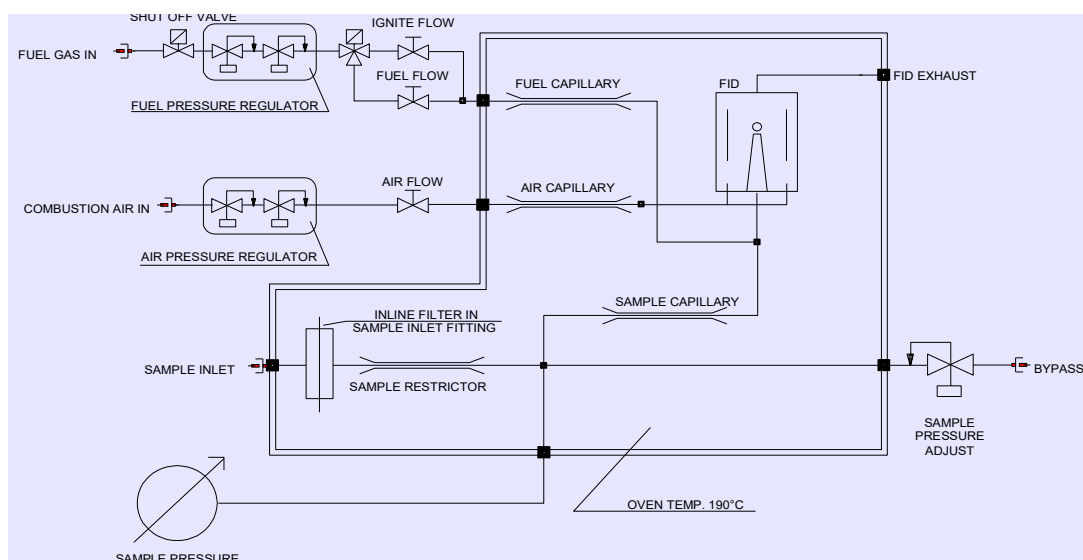 SHUT OFF VALVE
IGNITE FLOW
FUEL GAS IN
FUEL FLOW
FUEL CAPILLARY
FID
FID EXHAUST
FUEL PRESSURE REGULATOR
AIR FLOW
AIR CAPILLARY
COMBUSTION AIR IN
AIR PRESSURE REGULATOR
SAMPLE CAPILLARY
INLINE FILTER IN
SAMPLE INLET FITTING
SAMPLE INLET
SAMPLE RESTRICTOR
BYPASS
SAMPLE
PRESSURE
ADJUST
OVEN TEMP. 190°C
SAMPLE PRESSURE